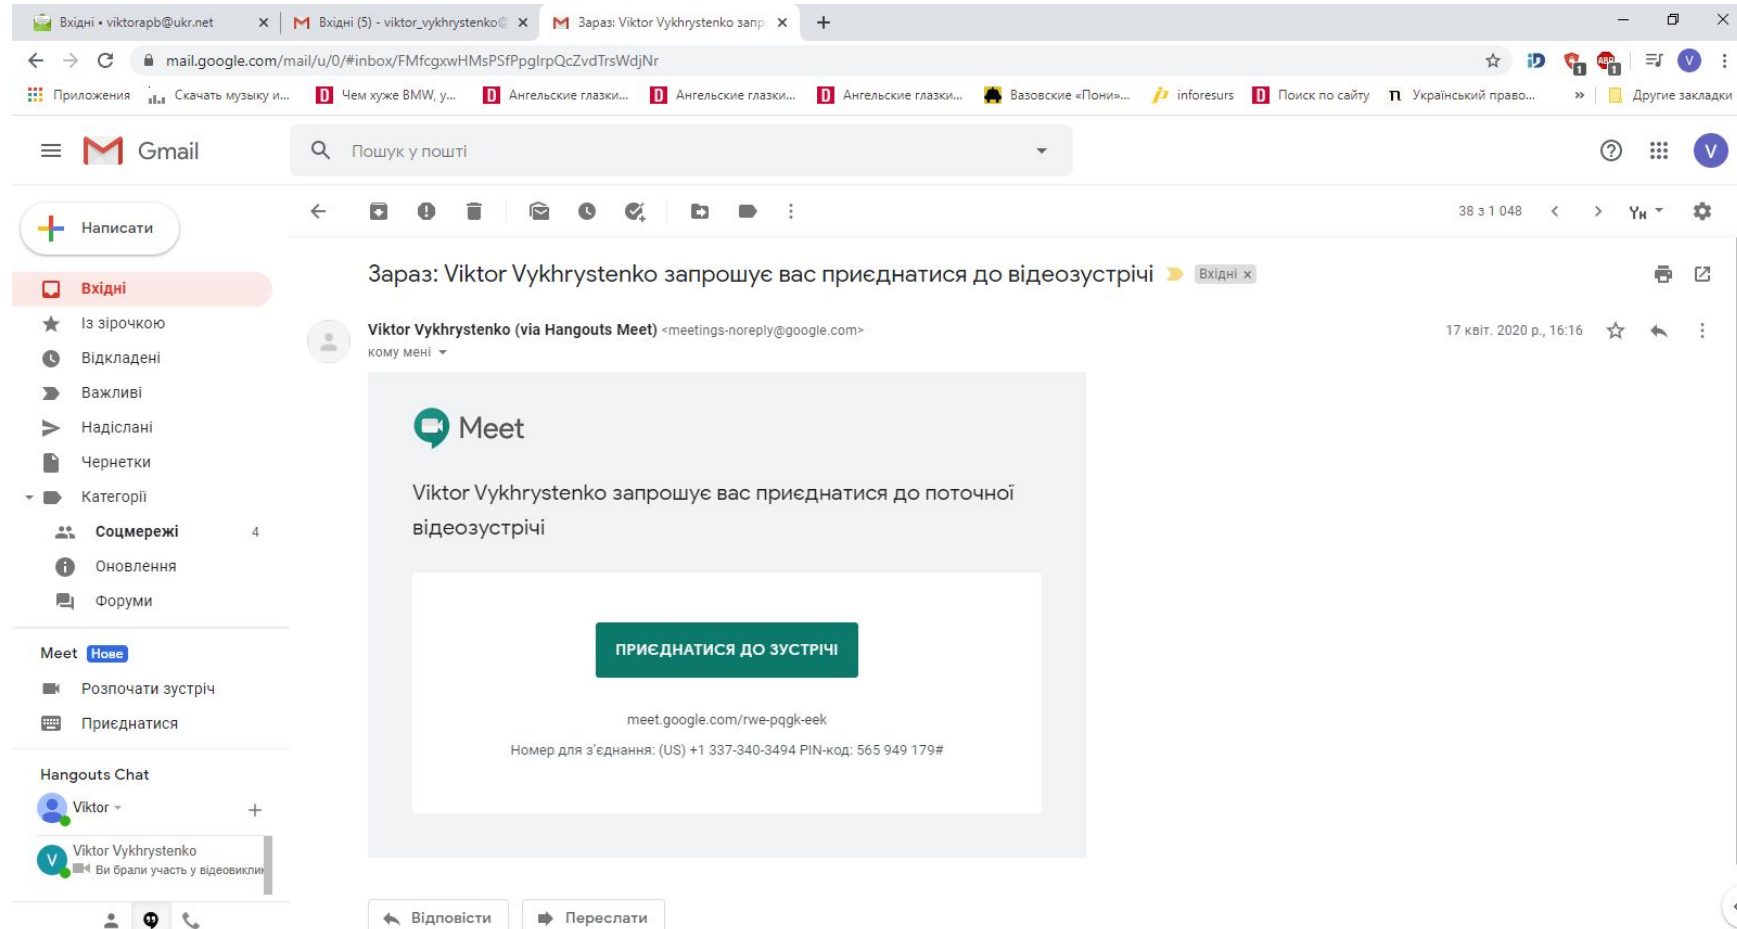 Вхідні • viktorapb@ukr.net
Вхідні (5) - viktor_vykhrystenko@
Зараз: Viktor Vykhrystenko запр
mail.google.com/mail/u/0/#inbox/FMfcgxwHMsPSfPpglrpQcZvdTrsWdjNr
Приложения
Скачать музыку и...
Чем хуже BMW, у...
Ангельские глазки...
Ангельские глазки...
Ангельские глазки...
Вазовские «Пони»...
inforesurs
Поиск по сайту
Український право...
»
Другие закладки
Gmail
Пошук у пошті
V
Написати
38 з 1 048
Вхідні
Із зірочкою
Відкладені
Важливі
Надіслані
Чернетки
Категорії
Соцмережі 4
Оновлення
Форуми
Meet Нове
Розпочати зустріч
Приєднатися
Hangouts Chat
Viktor
Viktor Vykhrystenko
Ви брали участь у відеовиклик
Зараз: Viktor Vykhrystenko запрошує вас приєднатися до відеозустрічі Вхідні x
Viktor Vykhrystenko (via Hangouts Meet) <meetings-noreply@google.com>
17 квіт. 2020 р., 16:16
кому мені
Meet
Viktor Vykhrystenko запрошує вас приєднатися до поточної
відеозустрічі
ПРИЄДНАТИСЯ ДО ЗУСТРІЧІ
meet.google.com/rwe-pqgk-eek
Номер для з'єднання: (US) +1 337-340-3494 PIN-код: 565 949 179#
Відповісти
Переслати